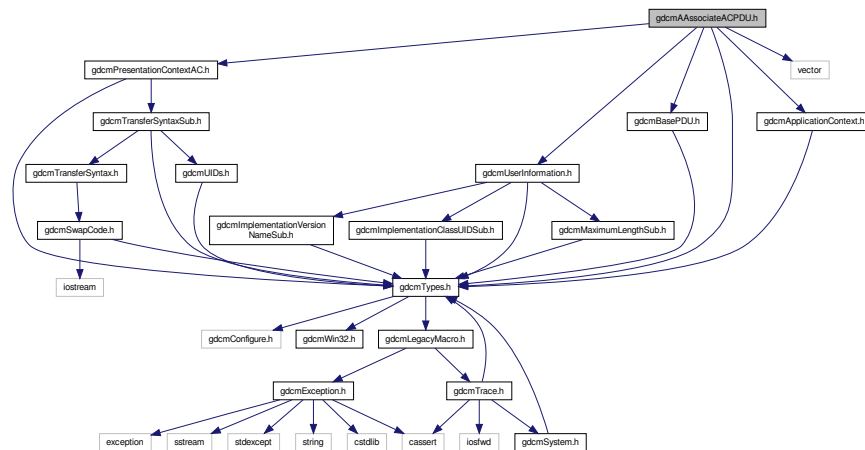 gdcmAAssociateACPDU.h
gdcmPresentationContextAC.h
vector
gdcmTransferSyntaxSub.h
gdcmBasePDU.h
gdcmApplicationContext.h
gdcmTransferSyntax.h
gdcmUIDs.h
gdcmUserInformation.h
gdcmSwapCode.h
gdcmImplementationVersion
NameSub.h
gdcmImplementationClassUIDSub.h
gdcmMaximumLengthSub.h
iostream
gdcmTypes.h
gdcmConfigure.h
gdcmWin32.h
gdcmLegacyMacro.h
gdcmException.h
gdcmTrace.h
exception
sstream
stdexcept
string
cstdlib
cassert
iosfwd
gdcmSystem.h